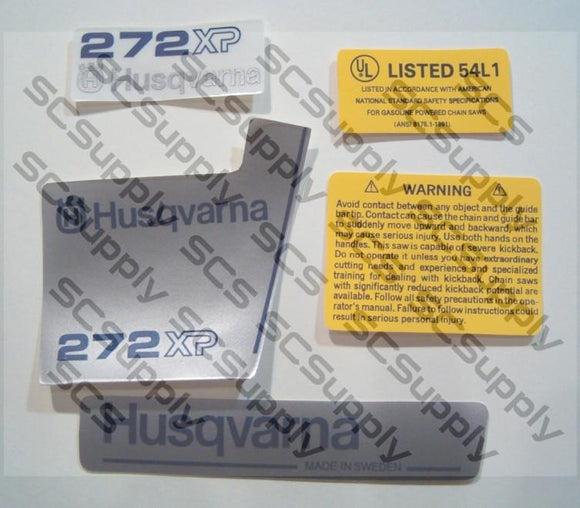 272XP
Husqvarna
UL LISTED 54L1
LISTED IN ACCORDANCE WITH AMERICAN
NATIONAL STANDARD SAFETY SPECIFICATIONS
FOR GASOLINE POWERED CHAIN SAWS
(ANSI B175.1-1991)
Husqvarna
272XP
WARNING
Avoid contact between any object and the guide
bar tip. Contact can cause the chain and guide bar
to suddenly move upward and backward, which
may cause serious injury. Use both hands on the
handles. This saw is capable of severe kickback.
Do not operate it unless you have extraordinary
cutting needs and experience and specialized
training for dealing with kickback. Chain saws
with significantly reduced kickback potential are
available. Follow all safety precautions in the ope-
rator's manual. Failure to follow instructions could
result in serious personal injury.
Husqvarna
MADE IN SWEDEN
SCSupply